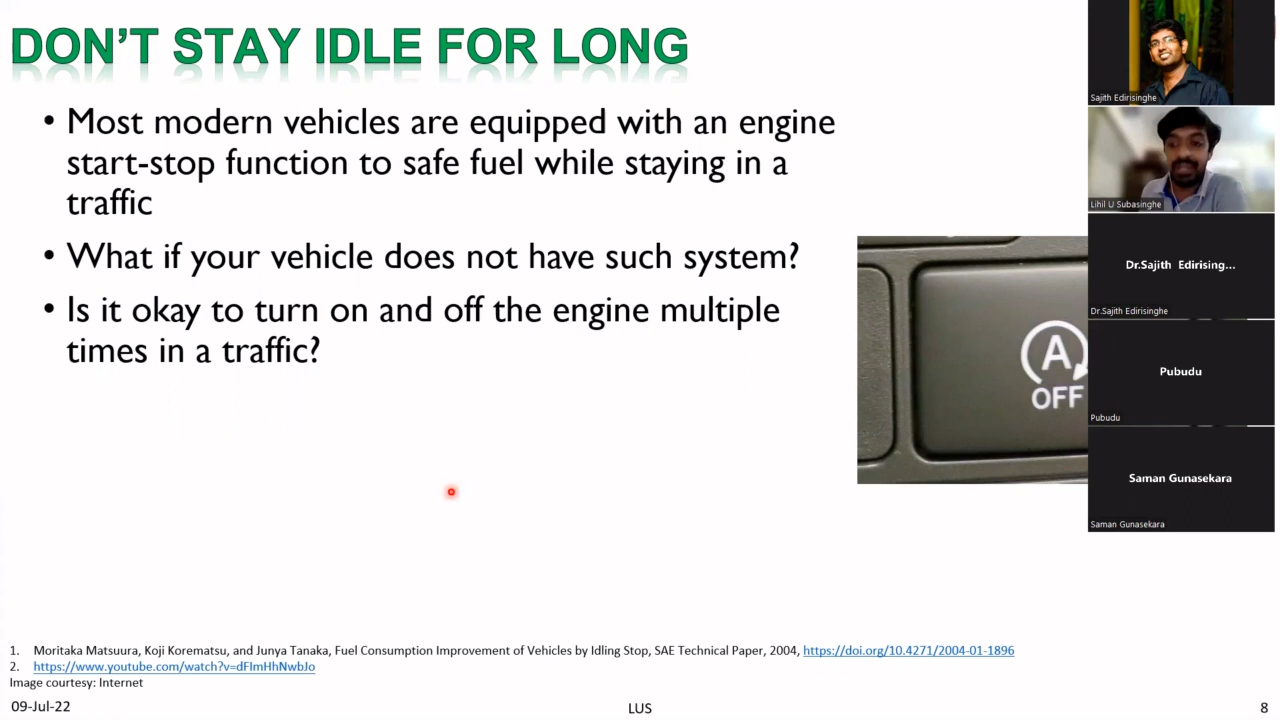 DON'T STAY IDLE FOR LONG
• Most modern vehicles are equipped with an engine
start-stop function to safe fuel while staying in a
traffic
• What if your vehicle does not have such system?
• Is it okay to turn on and off the engine multiple
times in a traffic?
A
OFF
Sajith Edirisinghe
Lihil U Subasinghe
Dr.Sajith Edirising...
Dr.Sajith Edirisinghe
Pubudu
Pubudu
Saman Gunasekara
Saman Gunasekara
1. Moritaka Matsuura, Koji Korematsu, and Junya Tanaka, Fuel Consumption Improvement of Vehicles by Idling Stop, SAE Technical Paper, 2004, https://doi.org/10.4271/2004-01-1896
2. https://www.youtube.com/watch?v=dFImHhNwbJo
Image courtesy: Internet
09-Jul-22
LUS
8